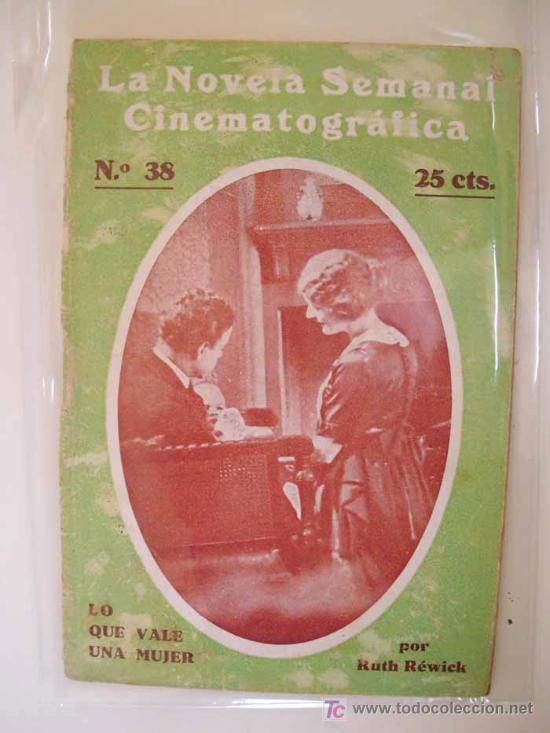 La Novela Semanal
Cinematográfica
N.º 38
25 cts.
LO
QUE VALE
UNA MUJER
por
Ruth Réwick
TC www.todocoleccion.net